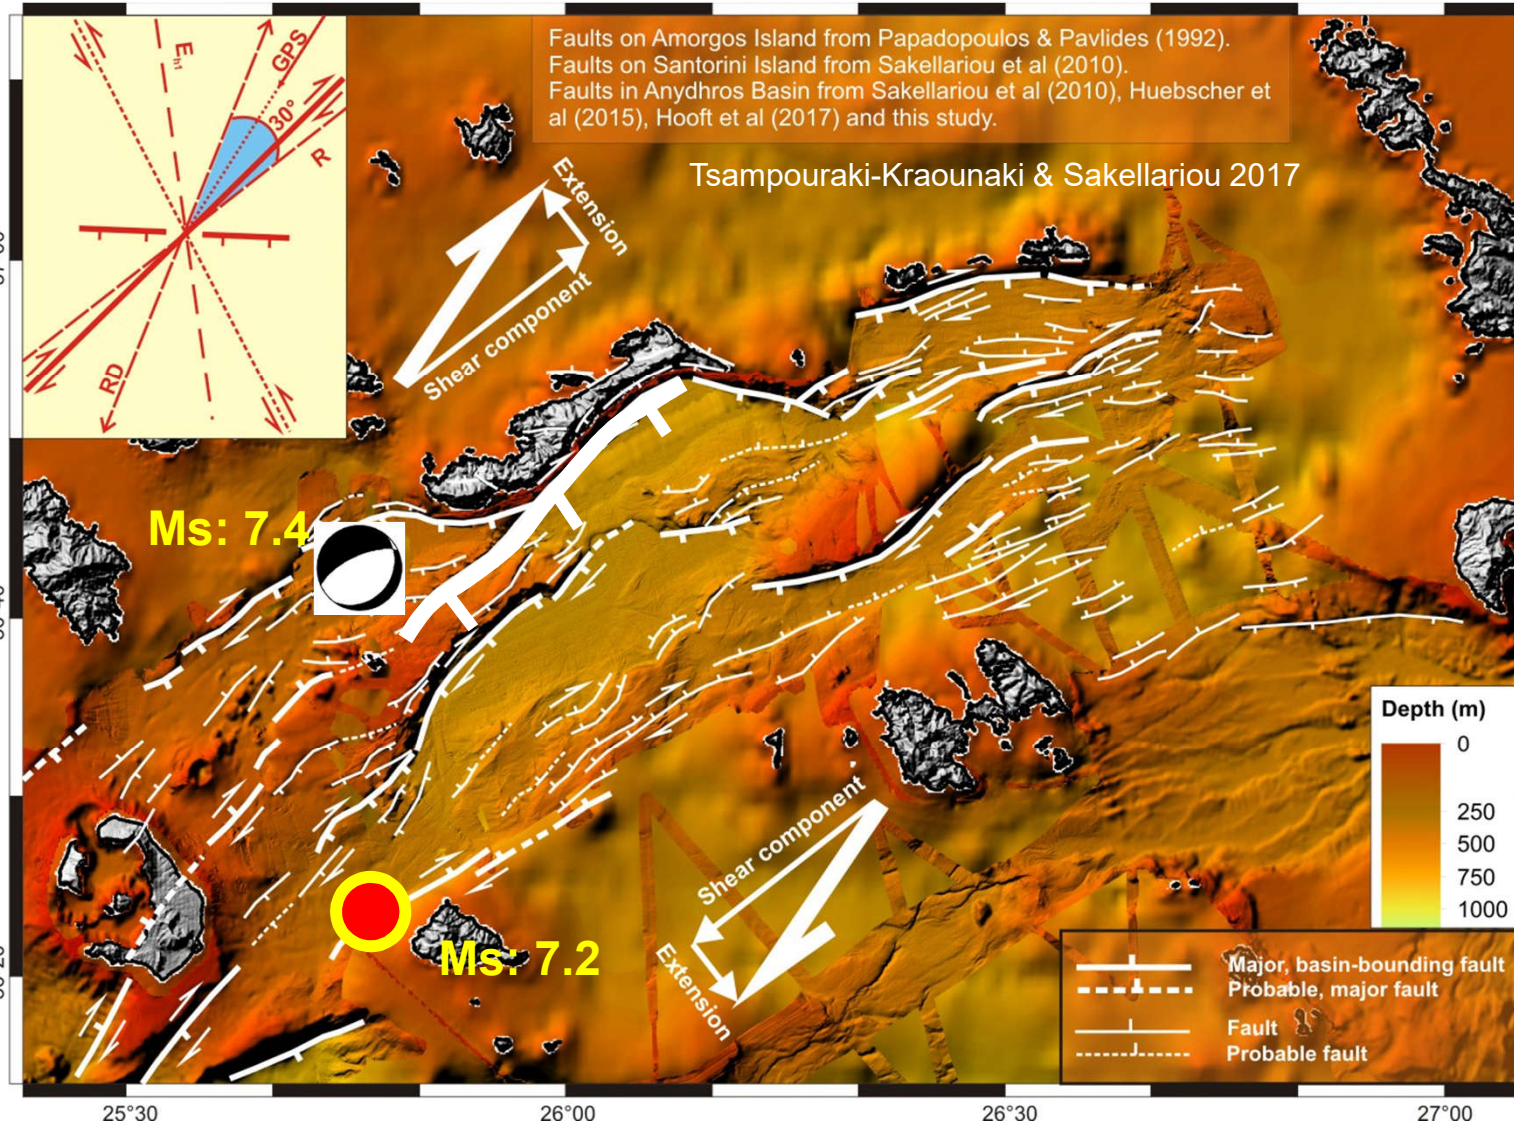 Faults on Amorgos Island from Papadopoulos & Pavlides (1992).
Faults on Santorini Island from Sakellariou et al (2010).
Faults in Anydhros Basin from Sakellariou et al (2010), Huebscher et
al (2015), Hooft et al (2017) and this study.
Tsampouraki-Kraounaki & Sakellariou 2017
Eh1
GPS
30°
R
RD
Extension
Shear component
Ms: 7.4
Depth (m)
0
250
500
750
1000
Shear component
Extension
Ms: 7.2
Major, basin-bounding fault
Probable, major fault
Fault
Probable fault
25°30
26°00
26°30
27°00